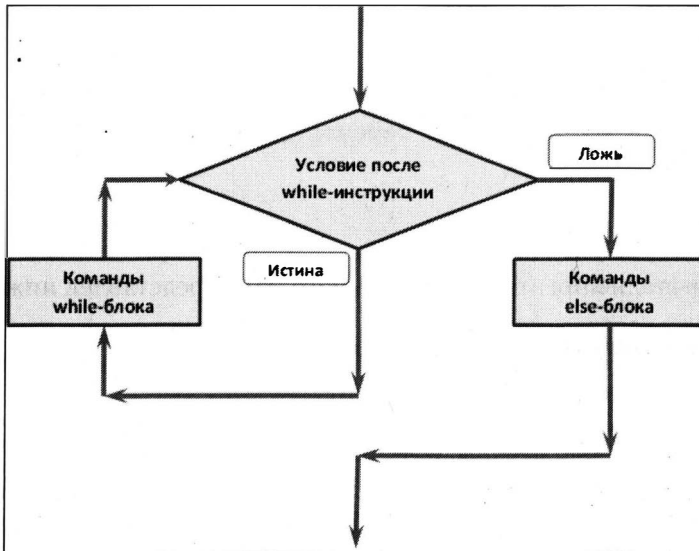 Условие после
while-инструкции
Ложь
Истина
Команды
while-блока
Команды
else-блока